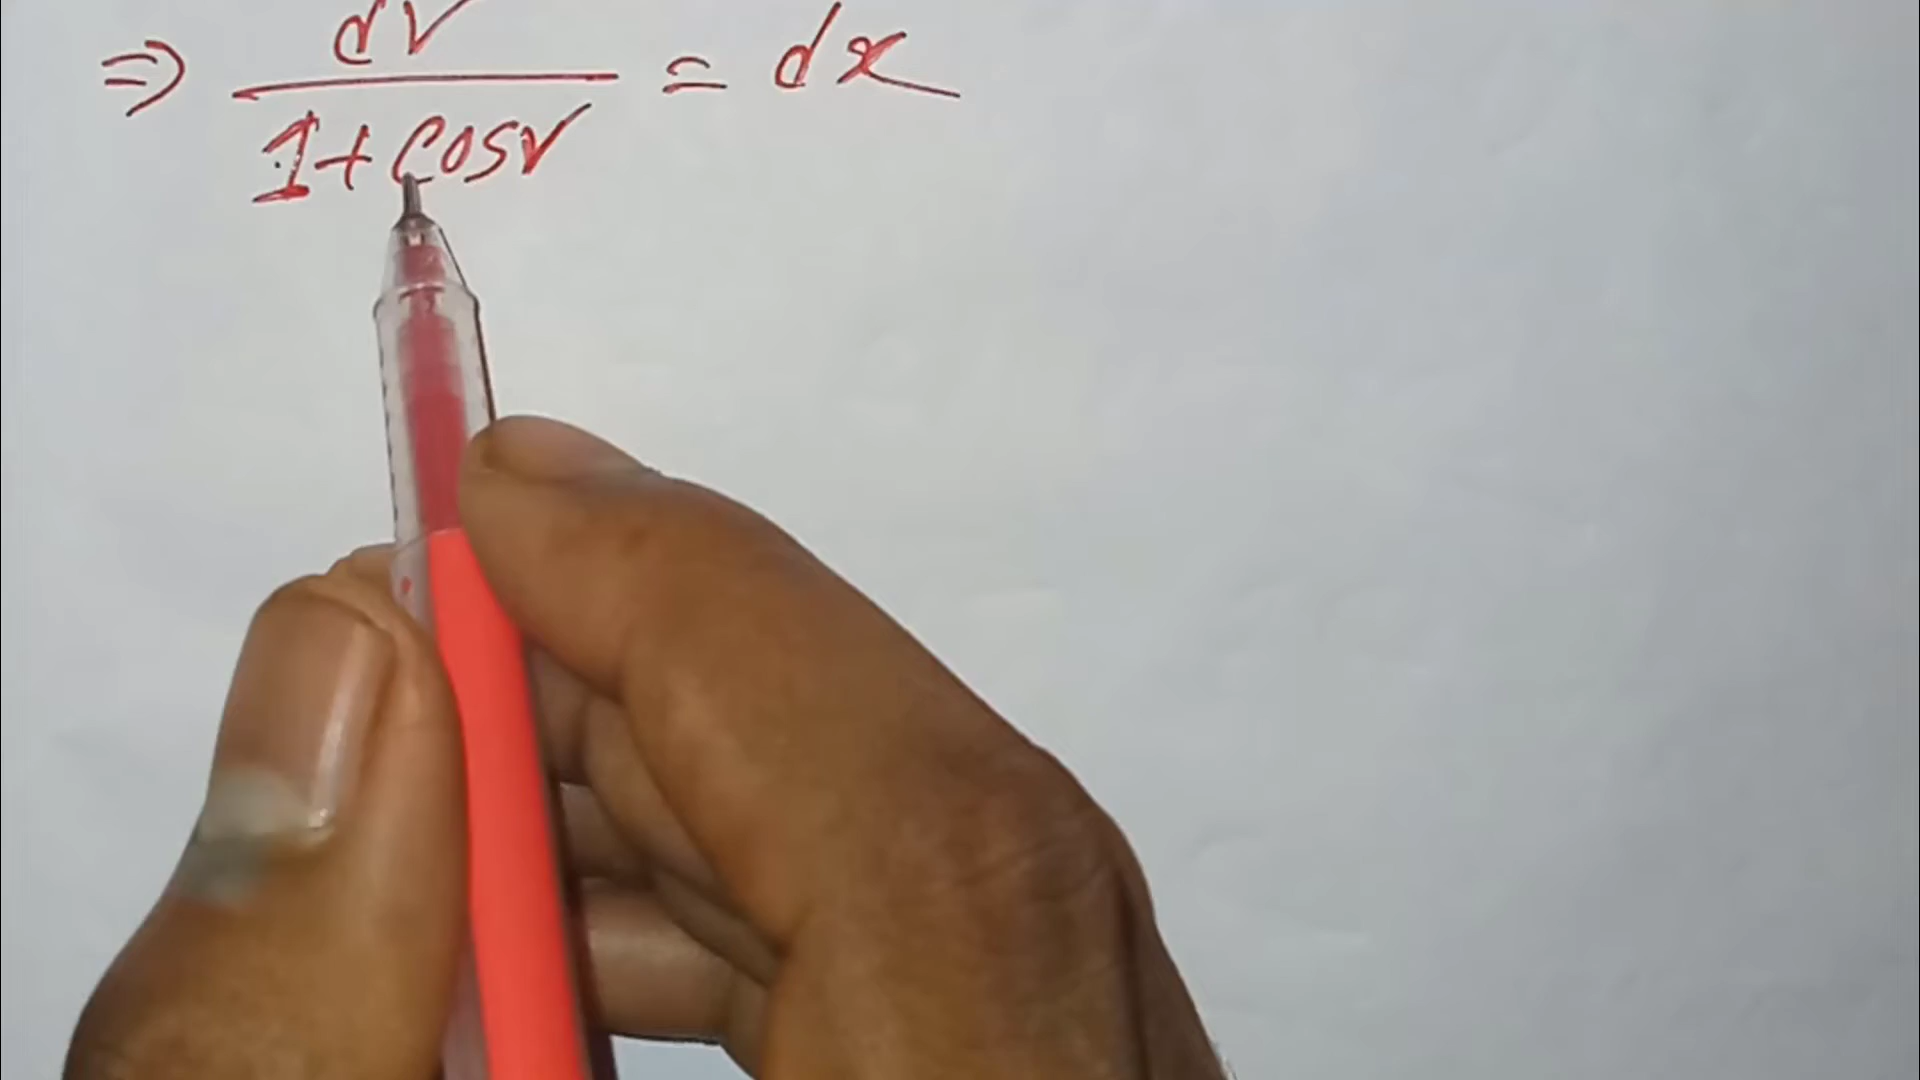 ⇒ dv / 1+cosv = dx